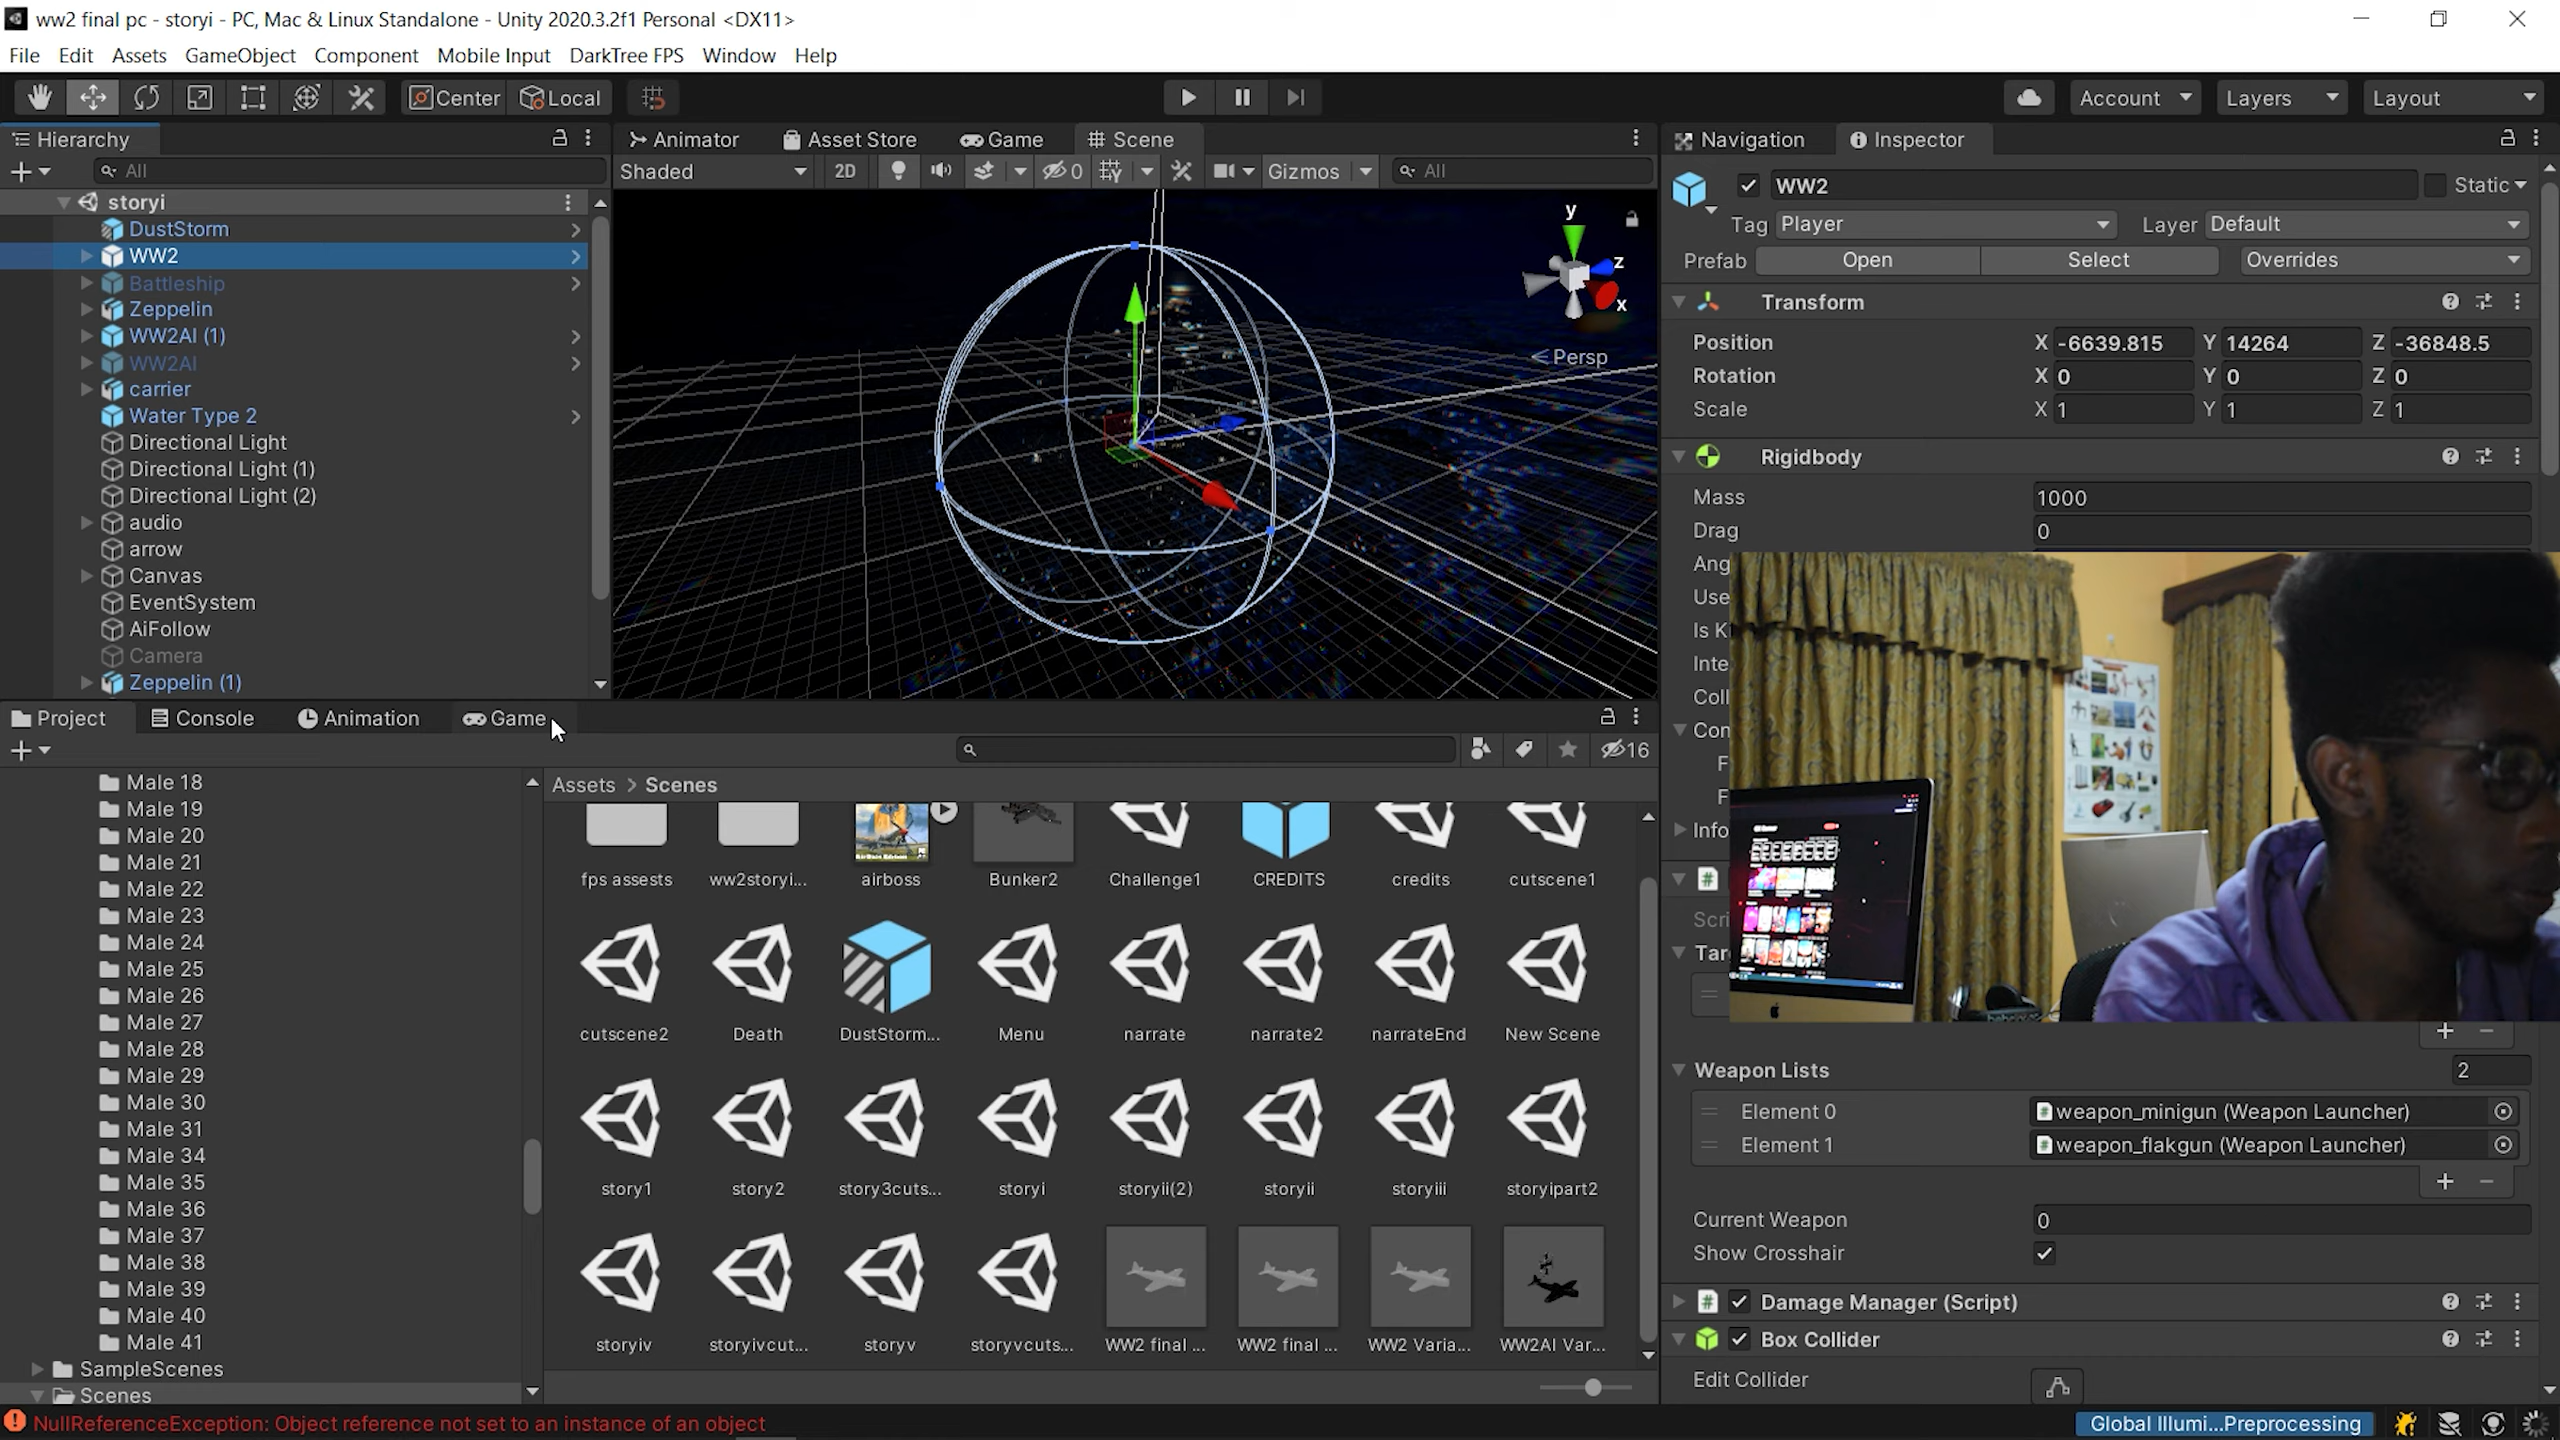 ww2 final pc - storyi - PC, Mac & Linux Standalone - Unity 2020.3.2f1 Personal <DX11>
File Edit Assets GameObject Component Mobile Input DarkTree FPS Window Help
Center Local Account Layers Layout
Hierarchy
All
storyi
DustStorm
WW2
Battleship
Zeppelin
WW2AI (1)
WW2AI
carrier
Water Type 2
Directional Light
Directional Light (1)
Directional Light (2)
audio
arrow
Canvas
EventSystem
AiFollow
Camera
Zeppelin (1)
Animator Asset Store Game Scene
Shaded 2D 0 Gizmos All
y
z
x
Persp
Navigation Inspector
WW2 Static
Tag Player Layer Default
Prefab Open Select Overrides
Transform
Position X -6639.815 Y 14264 Z -36848.5
Rotation X 0 Y 0 Z 0
Scale X 1 Y 1 Z 1
Rigidbody
Mass 1000
Drag 0
Ang
Use
Is K
Inte
Coll
Con
F
F
Info
Scri
Tar
Weapon Lists 2
Element 0 weapon_minigun (Weapon Launcher)
Element 1 weapon_flakgun (Weapon Launcher)
Current Weapon 0
Show Crosshair
Damage Manager (Script)
Box Collider
Edit Collider
Project Console Animation Game
16
Male 18
Male 19
Male 20
Male 21
Male 22
Male 23
Male 24
Male 25
Male 26
Male 27
Male 28
Male 29
Male 30
Male 31
Male 34
Male 35
Male 36
Male 37
Male 38
Male 39
Male 40
Male 41
SampleScenes
Scenes
Assets > Scenes
fps assests ww2storyi... airboss Bunker2 Challenge1 CREDITS credits cutscene1
cutscene2 Death DustStorm... Menu narrate narrate2 narrateEnd New Scene
story1 story2 story3cuts... storyi storyii(2) storyii storyiii storyipart2
storyiv storyivcut... storyv storyvcuts... WW2 final ... WW2 final ... WW2 Varia... WW2AI Var...
NullReferenceException: Object reference not set to an instance of an object
Global Illumi...Preprocessing